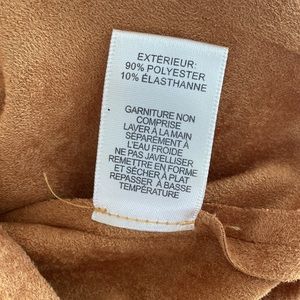 EXTÉRIEUR:
90% POLYESTER
10% ÉLASTHANNE
GARNITURE NON
COMPRISE
LAVER À LA MAIN
SÉPARÉMENT À
L'EAU FROIDE
NE PAS JAVELLISER
REMETTRE EN FORME
ET SÉCHER À PLAT
REPASSER À BASSE
TEMPÉRATURE